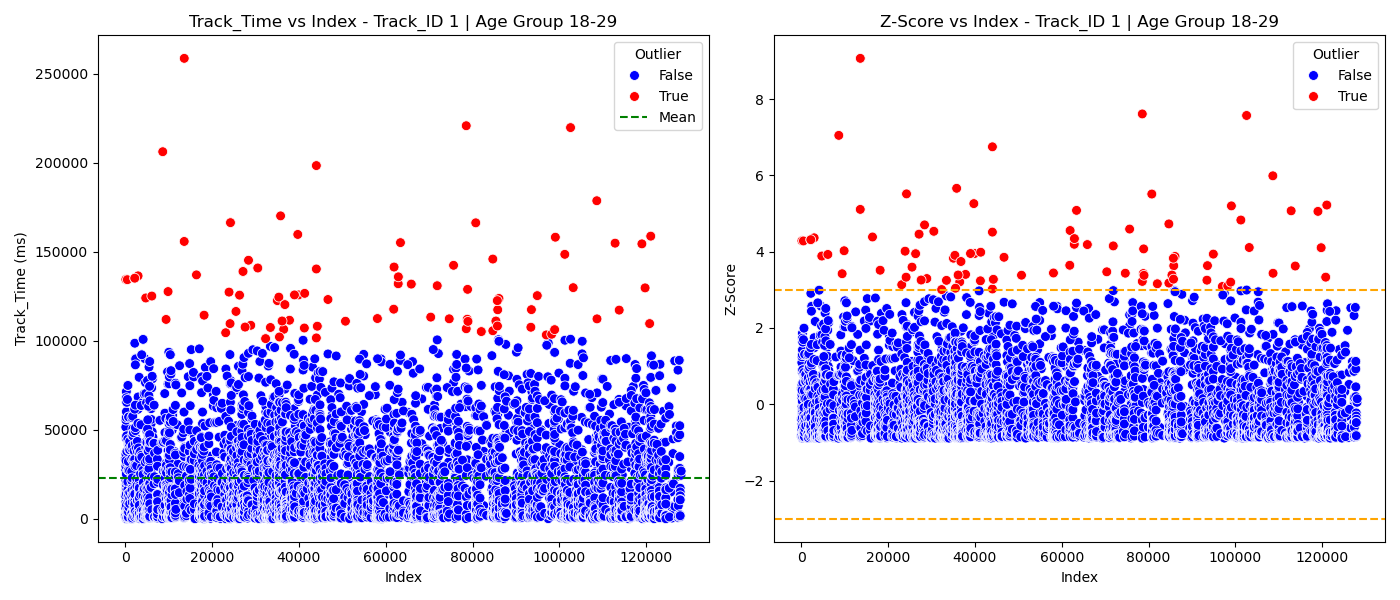 Track_Time vs Index - Track_ID 1 | Age Group 18-29
Outlier
False
True
Mean
250000
200000
150000
100000
50000
0
Track_Time (ms)
0
20000
40000
60000
80000
100000
120000
Index
Z-Score vs Index - Track_ID 1 | Age Group 18-29
Outlier
False
True
8
6
4
2
0
−2
Z-Score
0
20000
40000
60000
80000
100000
120000
Index